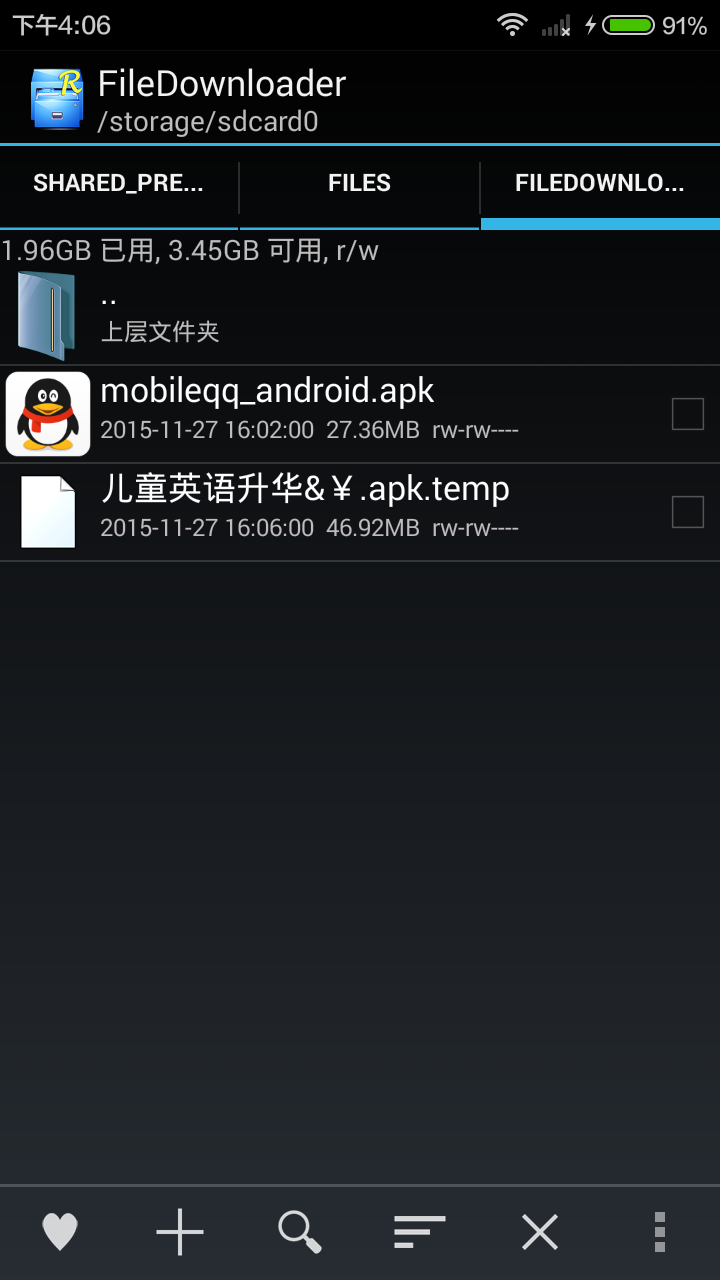 下午4:06
91%
R
FileDownloader
/storage/sdcard0
SHARED_PRE... FILES FILEDOWNLO...
1.96GB 已用, 3.45GB 可用, r/w
..
上层文件夹
mobileqq_android.apk
2015-11-27 16:02:00 27.36MB rw-rw----
儿童英语升华&￥.apk.temp
2015-11-27 16:06:00 46.92MB rw-rw----